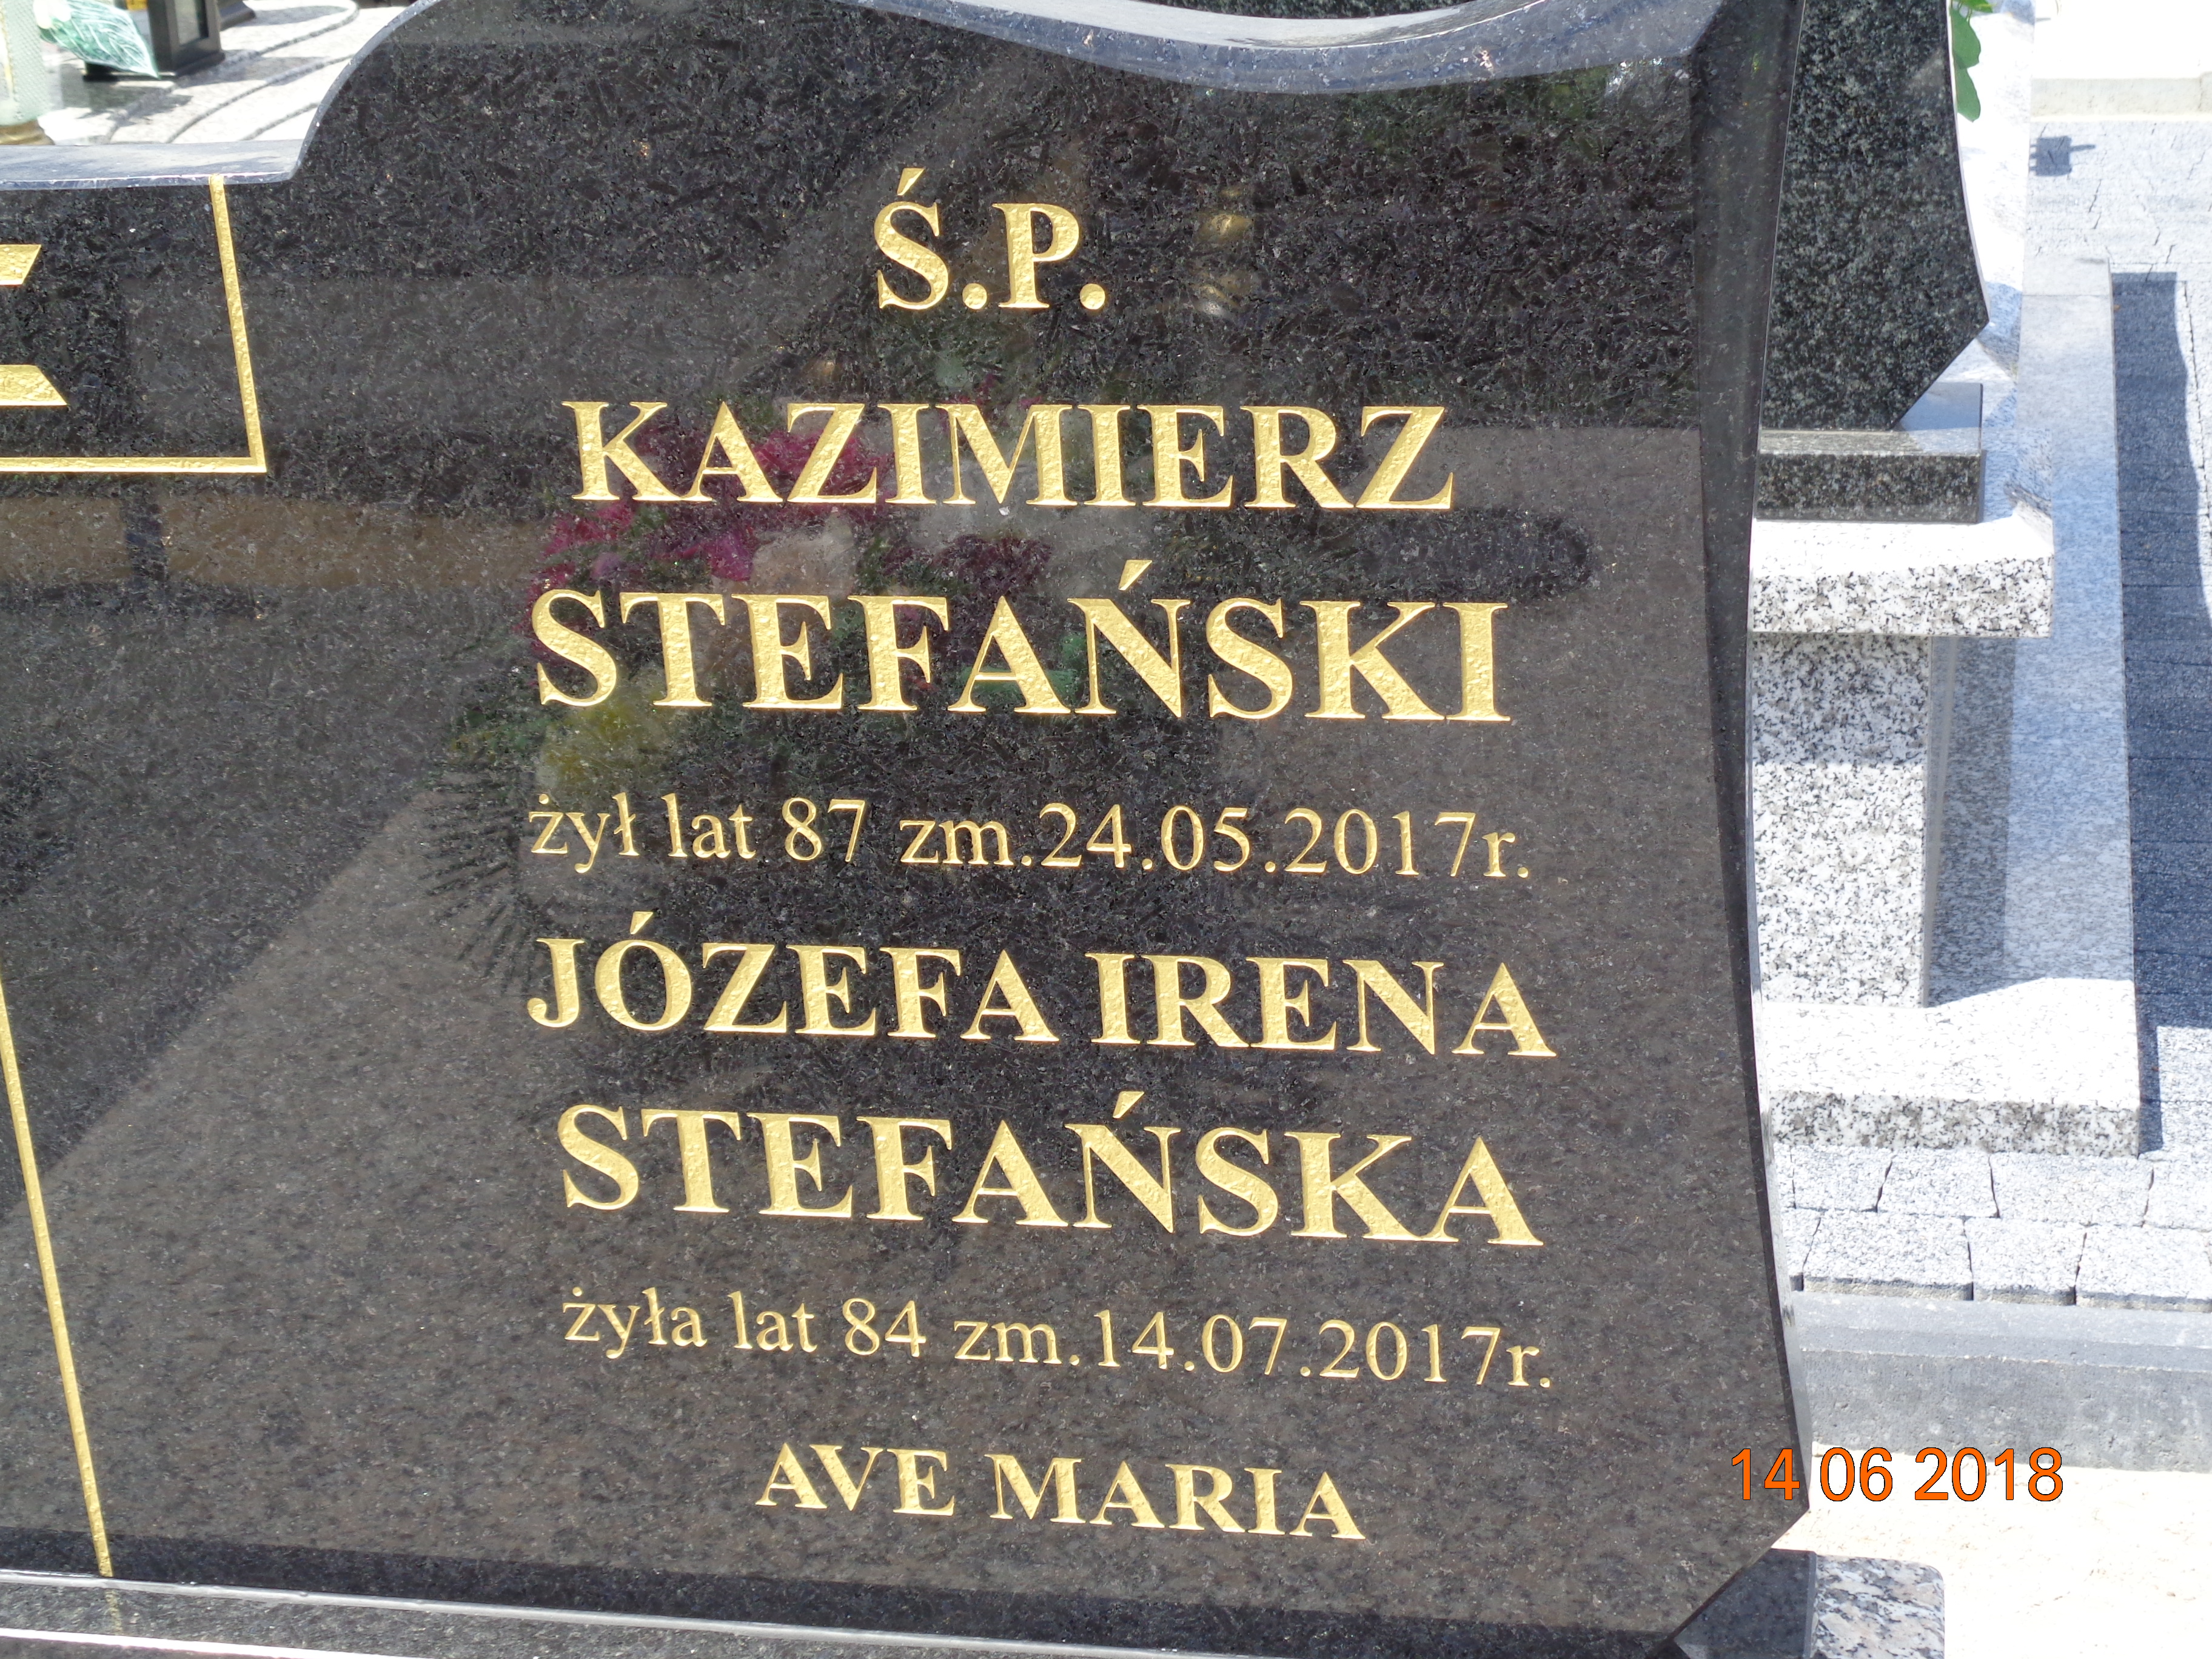 Ś.P.
KAZIMIERZ
STEFAŃSKI
żył lat 87 zm.24.05.2017r.
JÓZEFA IRENA
STEFAŃSKA
żyła lat 84 zm.14.07.2017r.
AVE MARIA
14 06 2018